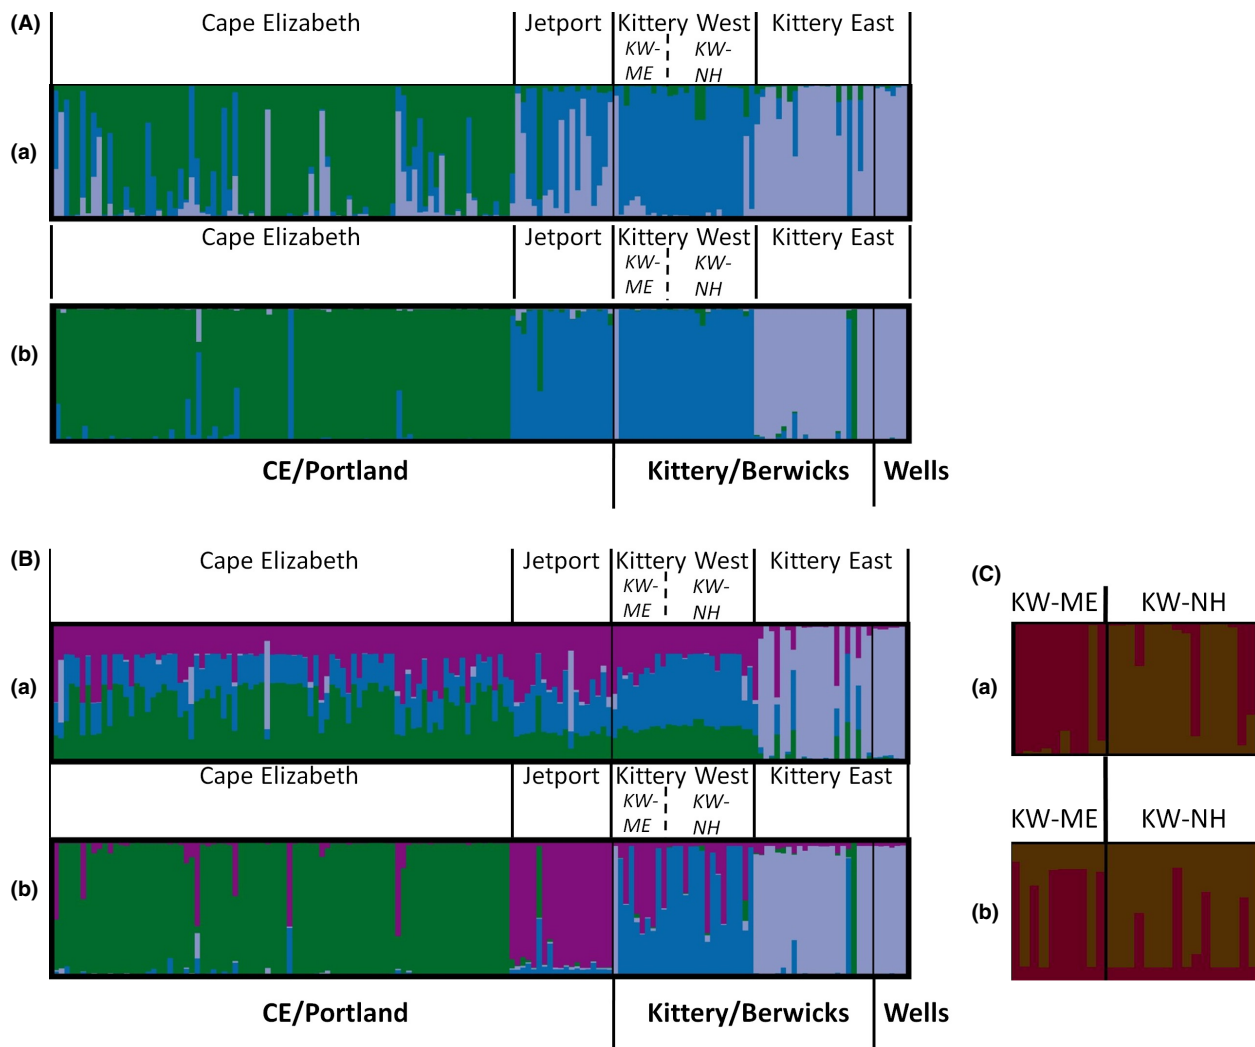 (A)
Cape Elizabeth Jetport Kittery West Kittery East
KW-ME KW-NH
(a)
Cape Elizabeth Jetport Kittery West Kittery East
KW-ME KW-NH
(b)
CE/Portland Kittery/Berwicks Wells
(B)
Cape Elizabeth Jetport Kittery West Kittery East
KW-ME KW-NH
(a)
Cape Elizabeth Jetport Kittery West Kittery East
KW-ME KW-NH
(b)
CE/Portland Kittery/Berwicks Wells
(C)
KW-ME KW-NH
(a)
KW-ME KW-NH
(b)